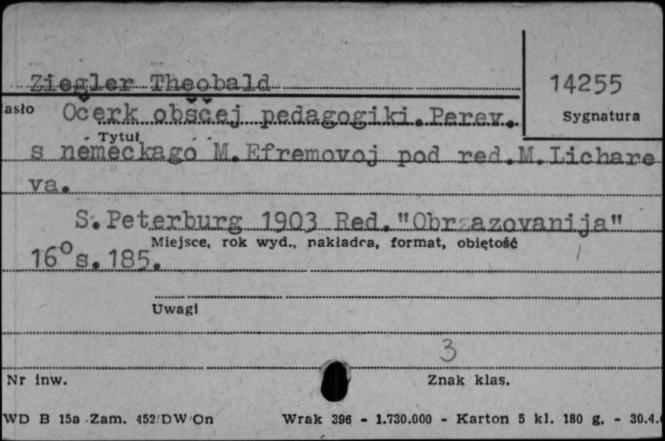 Ziegler Theobald
14255
asło
Očerk obščej pedagogiki.Perev.
Sygnatura
Tytuł
s nemeckago M.Efremovoj pod red.M.Lichare
va.
S.Peterburg 1903 Red."Obrazovanija"
Miejsce, rok wyd., nakładca, format, objętość
16° s.185.
Uwagi
3
Nr inw.
Znak klas.
WD B 15a Zam. 452/DW/On Wrak 396 - 1.730.000 - Karton 5 kl. 180 g. - 30.4.